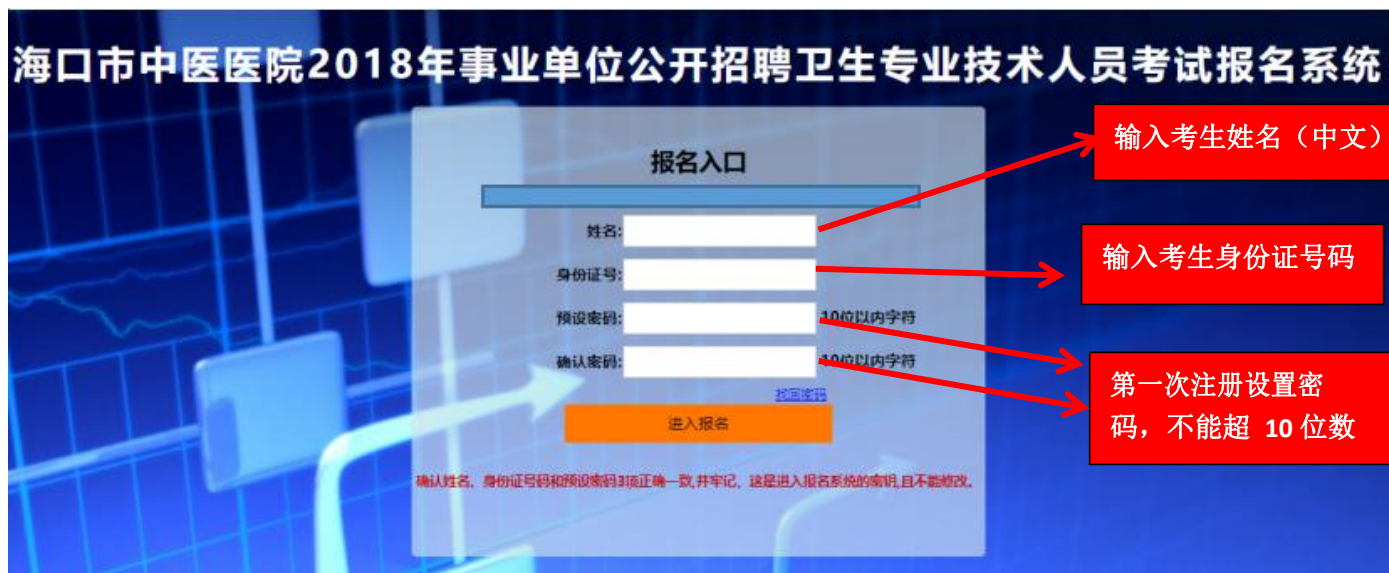 海口市中医医院2018年事业单位公开招聘卫生专业技术人员考试报名系统
报名入口
输入考生姓名（中文）
姓名:
身份证号:
输入考生身份证号码
预设密码:
10位以内字符
确认密码:
10位以内字符
第一次注册设置密
码，不能超 10 位数
找回密码
进入报名
确认姓名、身份证号码和预设密码3项正确一致,并牢记，这是进入报名系统的密钥,且不能修改。